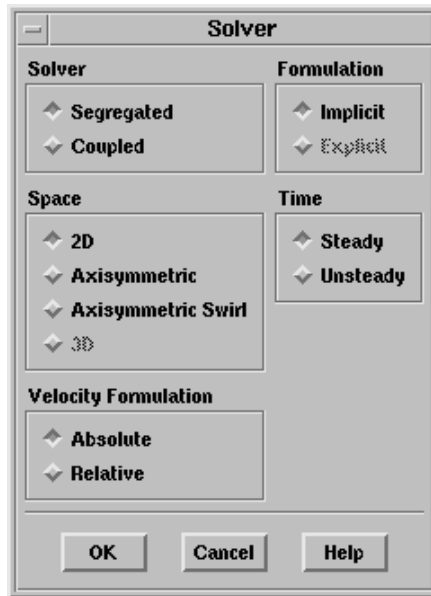 Solver
Solver
Segregated
Coupled
Formulation
Implicit
Explicit
Space
2D
Axisymmetric
Axisymmetric Swirl
3D
Time
Steady
Unsteady
Velocity Formulation
Absolute
Relative
OK
Cancel
Help